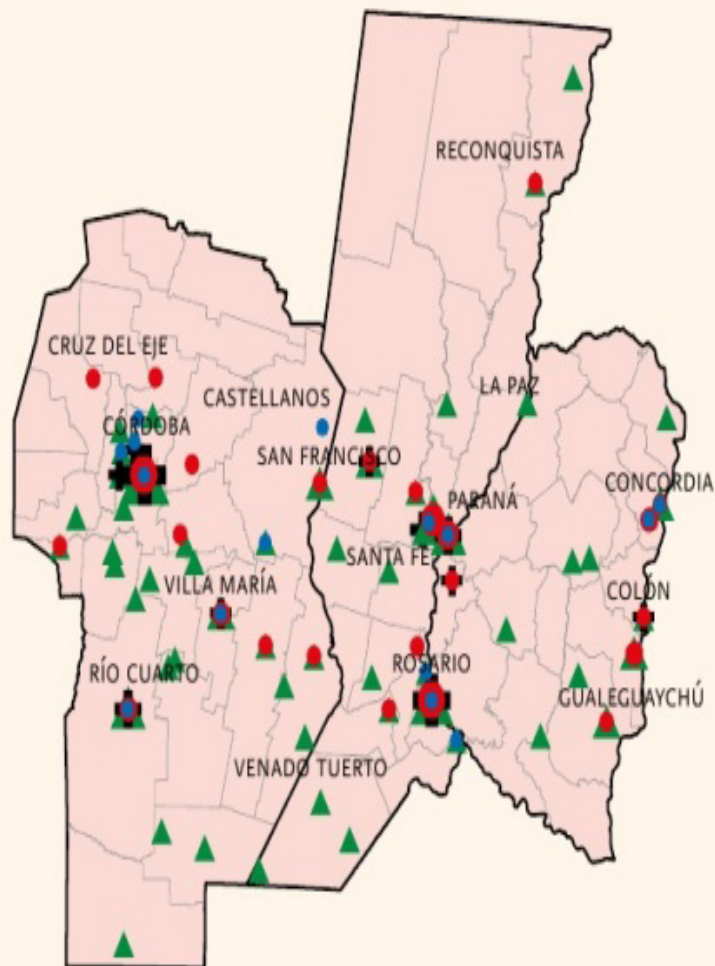 RECONQUISTA
CRUZ DEL EJE
CASTELLANOS
LA PAZ
CÓRDOBA
SAN FRANCISCO
CONCORDIA
PARANÁ
SANTA FE
VILLA MARÍA
COLÓN
RÍO CUARTO
ROSARIO
GUALEGUAYCHÚ
VENADO TUERTO